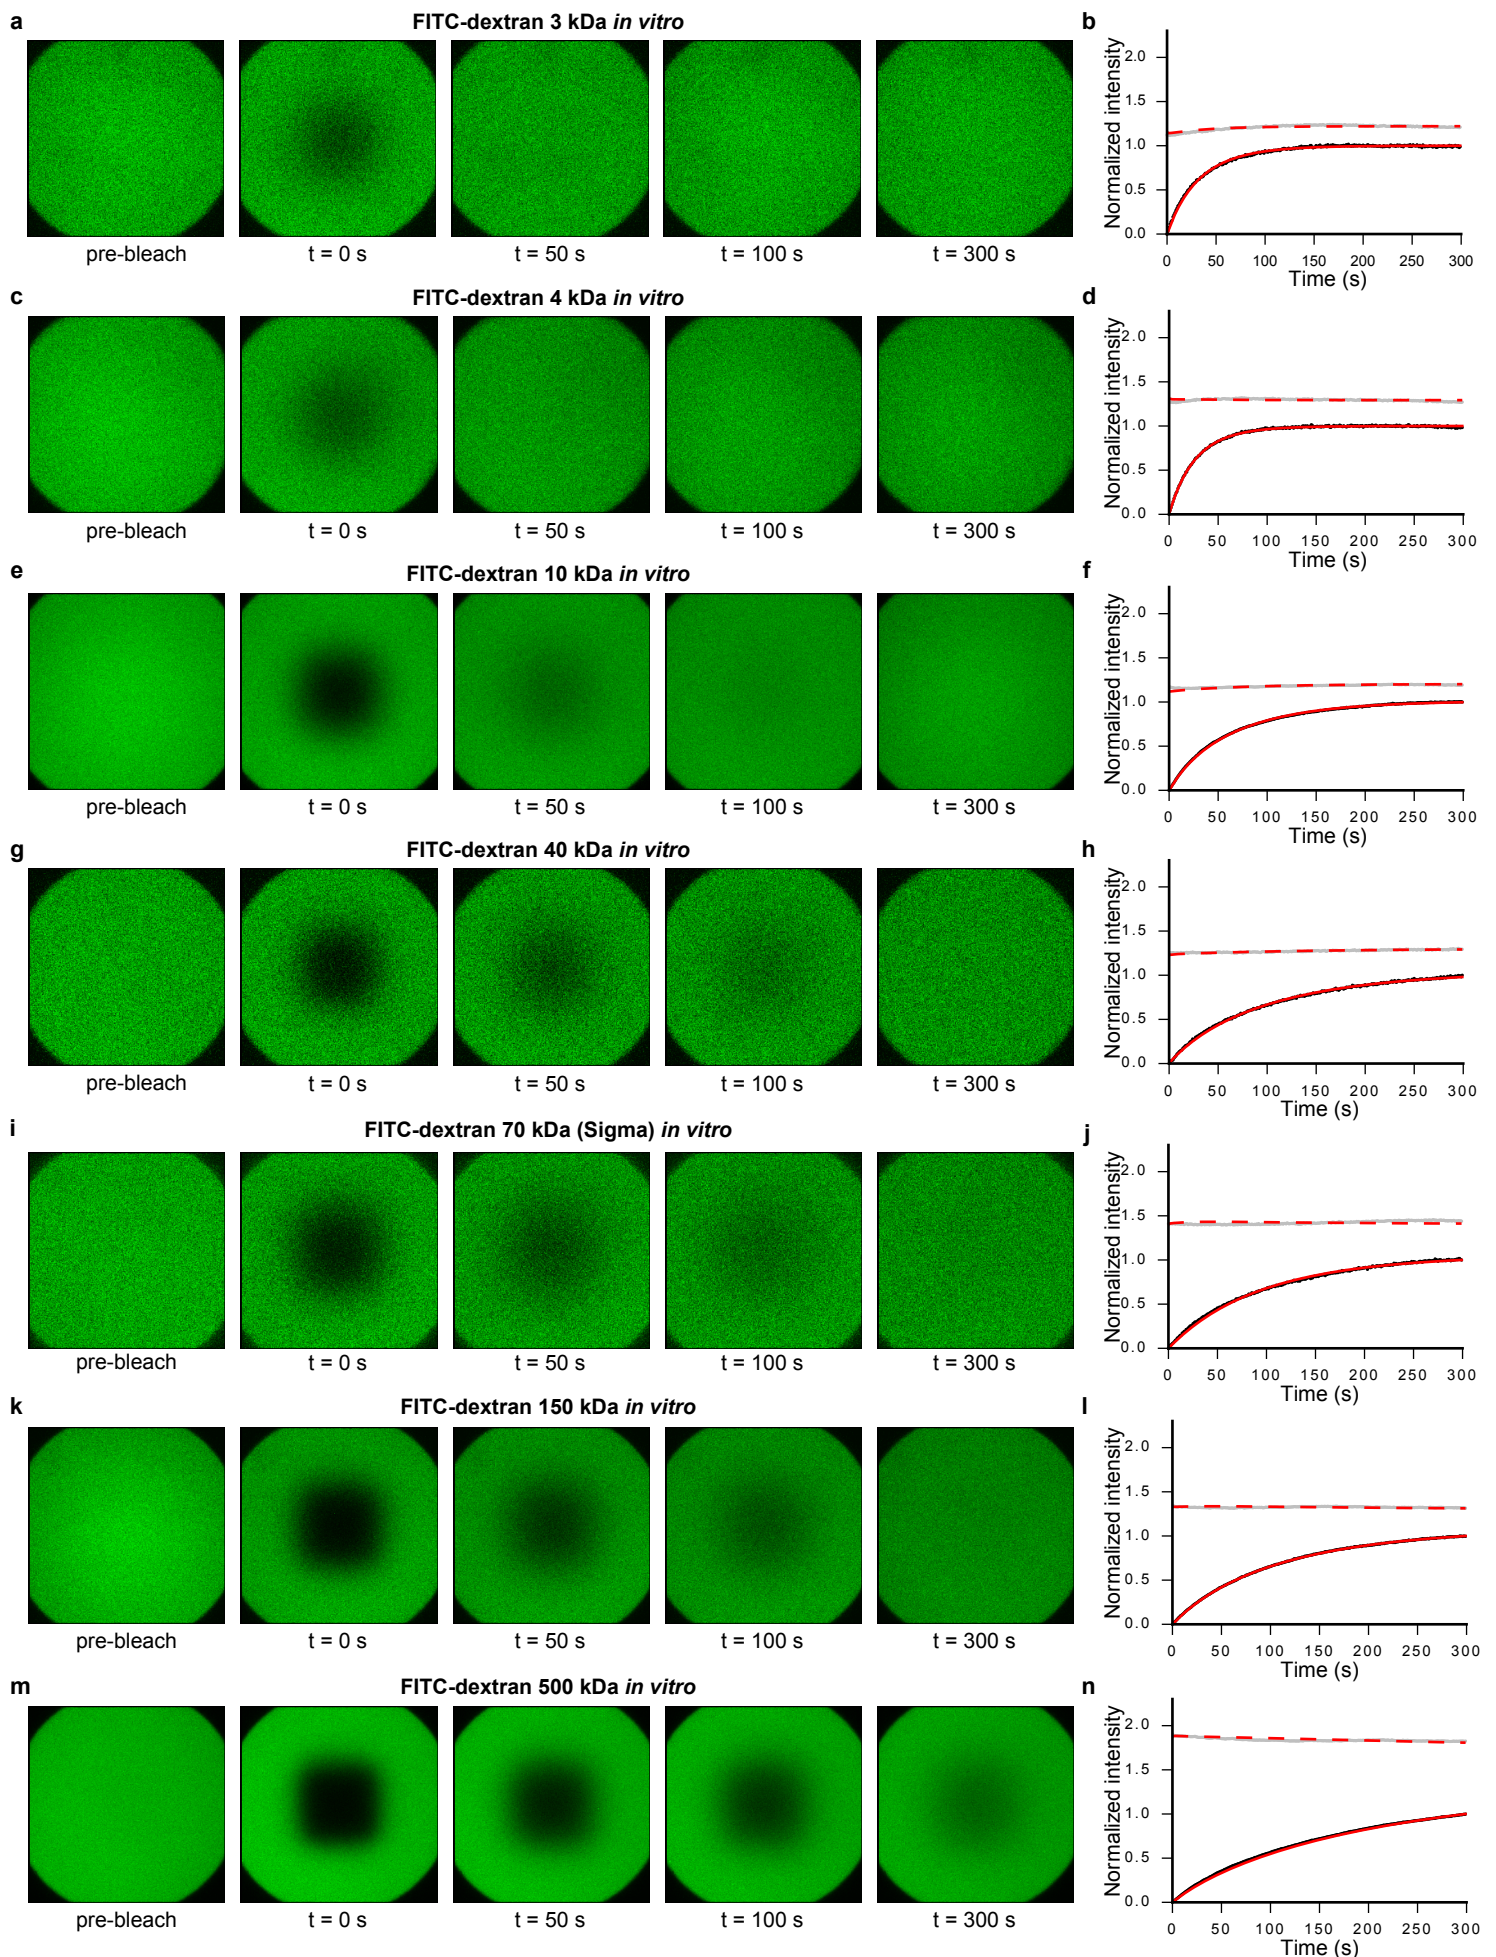 a FITC-dextran 3 kDa in vitro b
pre-bleach t = 0 s t = 50 s t = 100 s t = 300 s
Normalized intensity
2.0
1.5
1.0
0.5
0.0
0 50 100 150 200 250 300
Time (s)
c FITC-dextran 4 kDa in vitro d
pre-bleach t = 0 s t = 50 s t = 100 s t = 300 s
Normalized intensity
2.0
1.5
1.0
0.5
0.0
0 50 100 150 200 250 300
Time (s)
e FITC-dextran 10 kDa in vitro f
pre-bleach t = 0 s t = 50 s t = 100 s t = 300 s
Normalized intensity
2.0
1.5
1.0
0.5
0.0
0 50 100 150 200 250 300
Time (s)
g FITC-dextran 40 kDa in vitro h
pre-bleach t = 0 s t = 50 s t = 100 s t = 300 s
Normalized intensity
2.0
1.5
1.0
0.5
0.0
0 50 100 150 200 250 300
Time (s)
i FITC-dextran 70 kDa (Sigma) in vitro j
pre-bleach t = 0 s t = 50 s t = 100 s t = 300 s
Normalized intensity
2.0
1.5
1.0
0.5
0.0
0 50 100 150 200 250 300
Time (s)
k FITC-dextran 150 kDa in vitro l
pre-bleach t = 0 s t = 50 s t = 100 s t = 300 s
Normalized intensity
2.0
1.5
1.0
0.5
0.0
0 50 100 150 200 250 300
Time (s)
m FITC-dextran 500 kDa in vitro n
pre-bleach t = 0 s t = 50 s t = 100 s t = 300 s
Normalized intensity
2.0
1.5
1.0
0.5
0.0
0 50 100 150 200 250 300
Time (s)